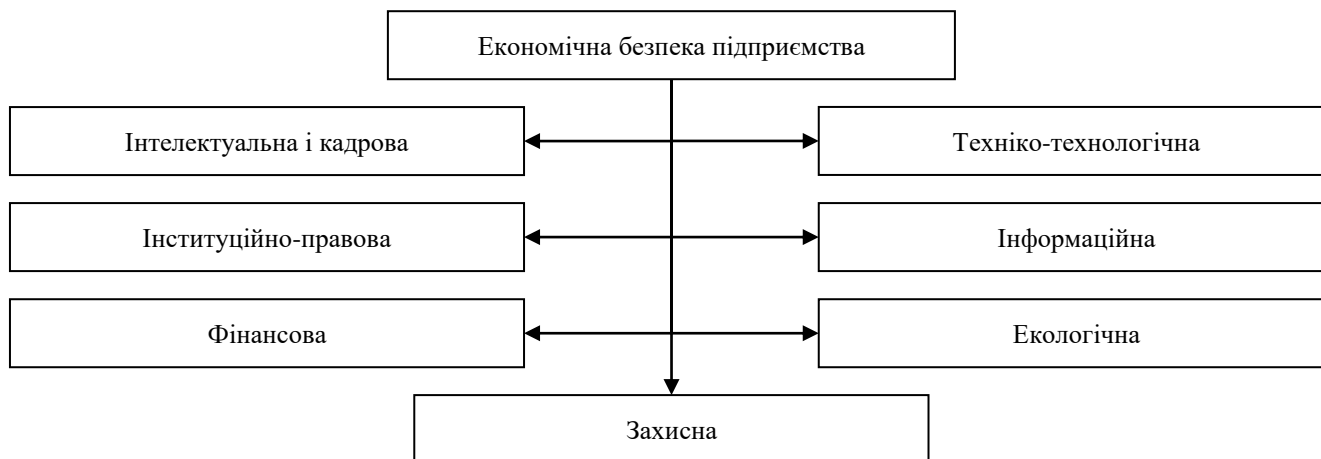 Економічна безпека підприємства
Інтелектуальна і кадрова
Техніко-технологічна
Інституційно-правова
Інформаційна
Фінансова
Екологічна
Захисна